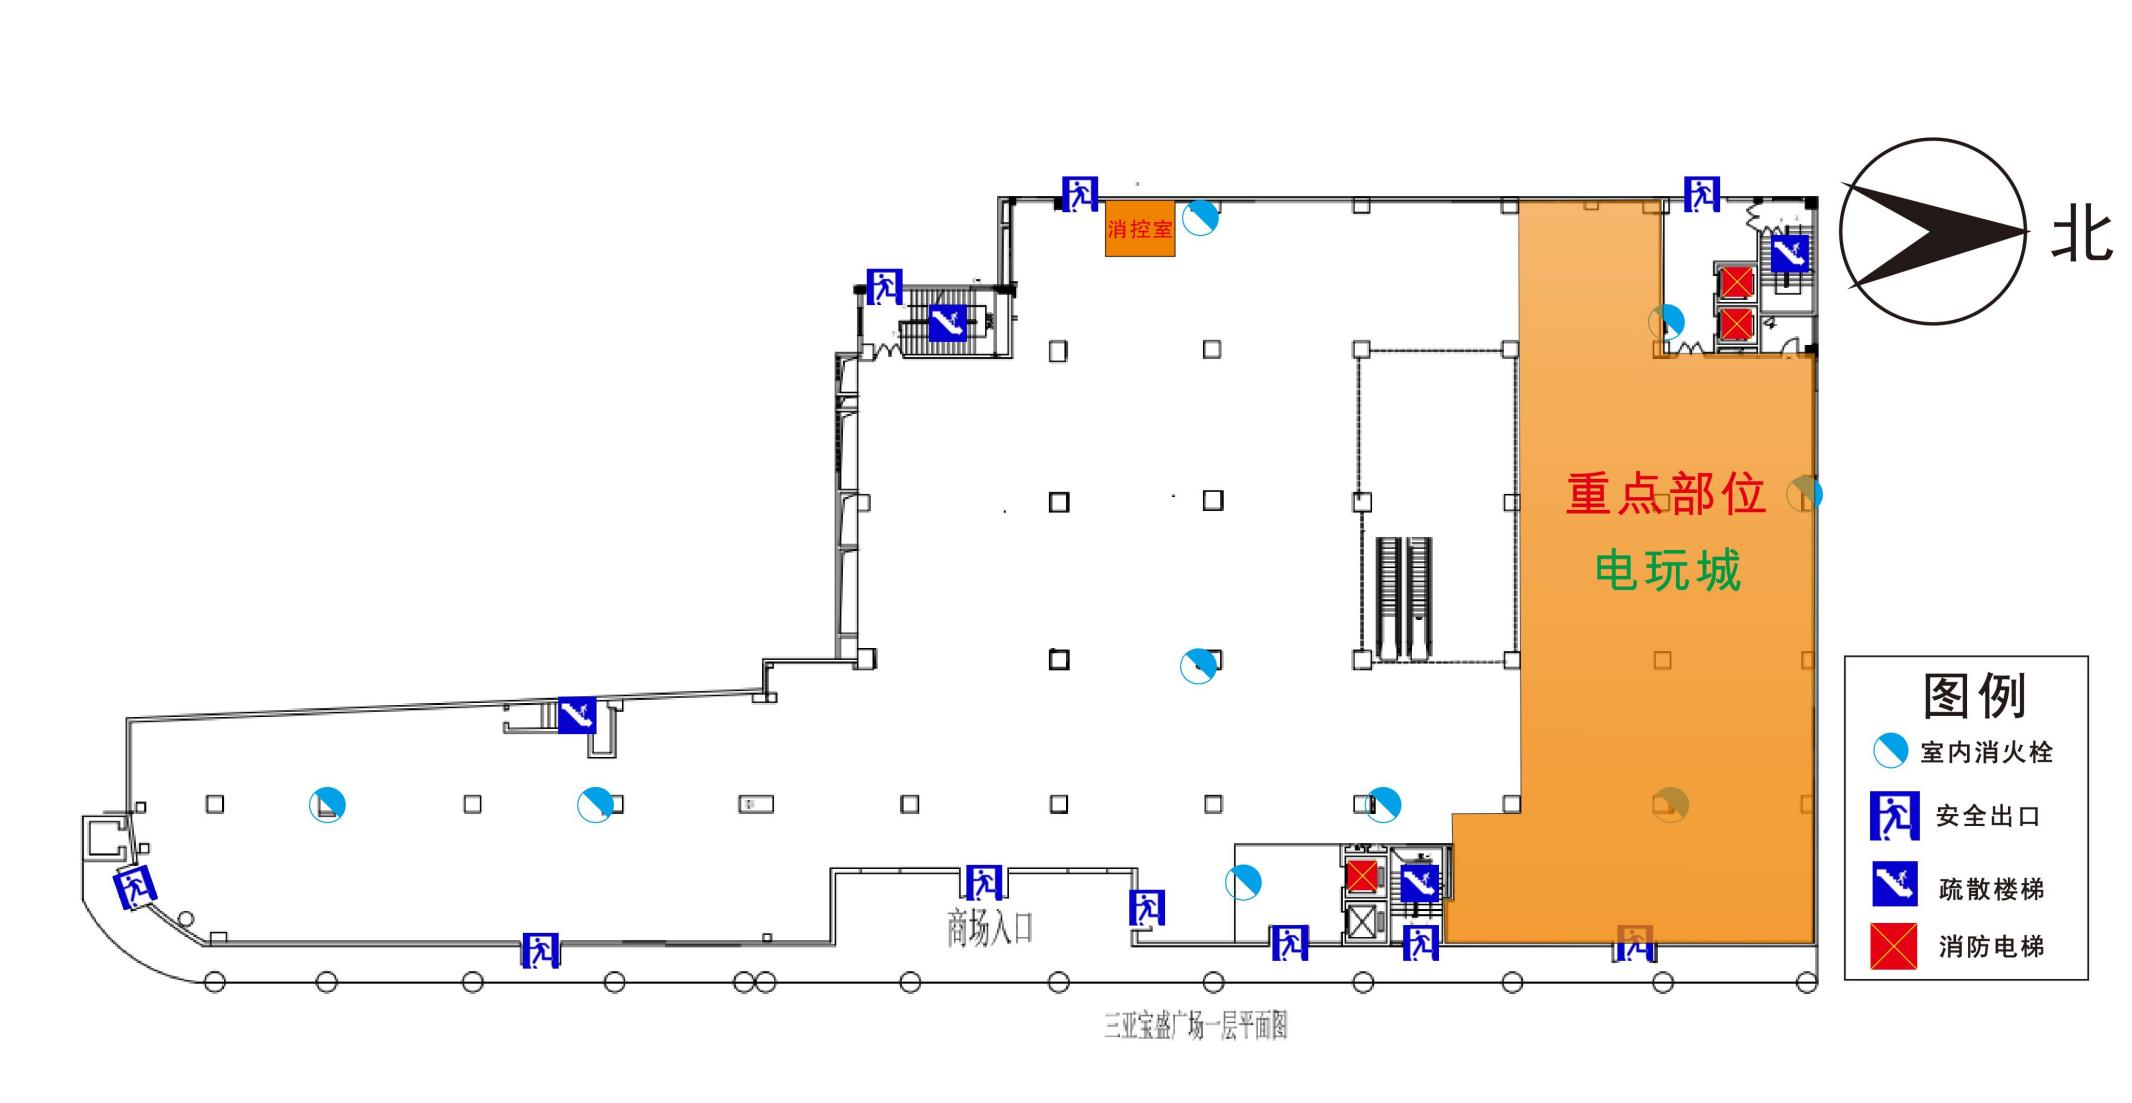 北
消控室
重点部位
电玩城
图例
室内消火栓
安全出口
疏散楼梯
消防电梯
商场入口
三亚宝盛广场一层平面图